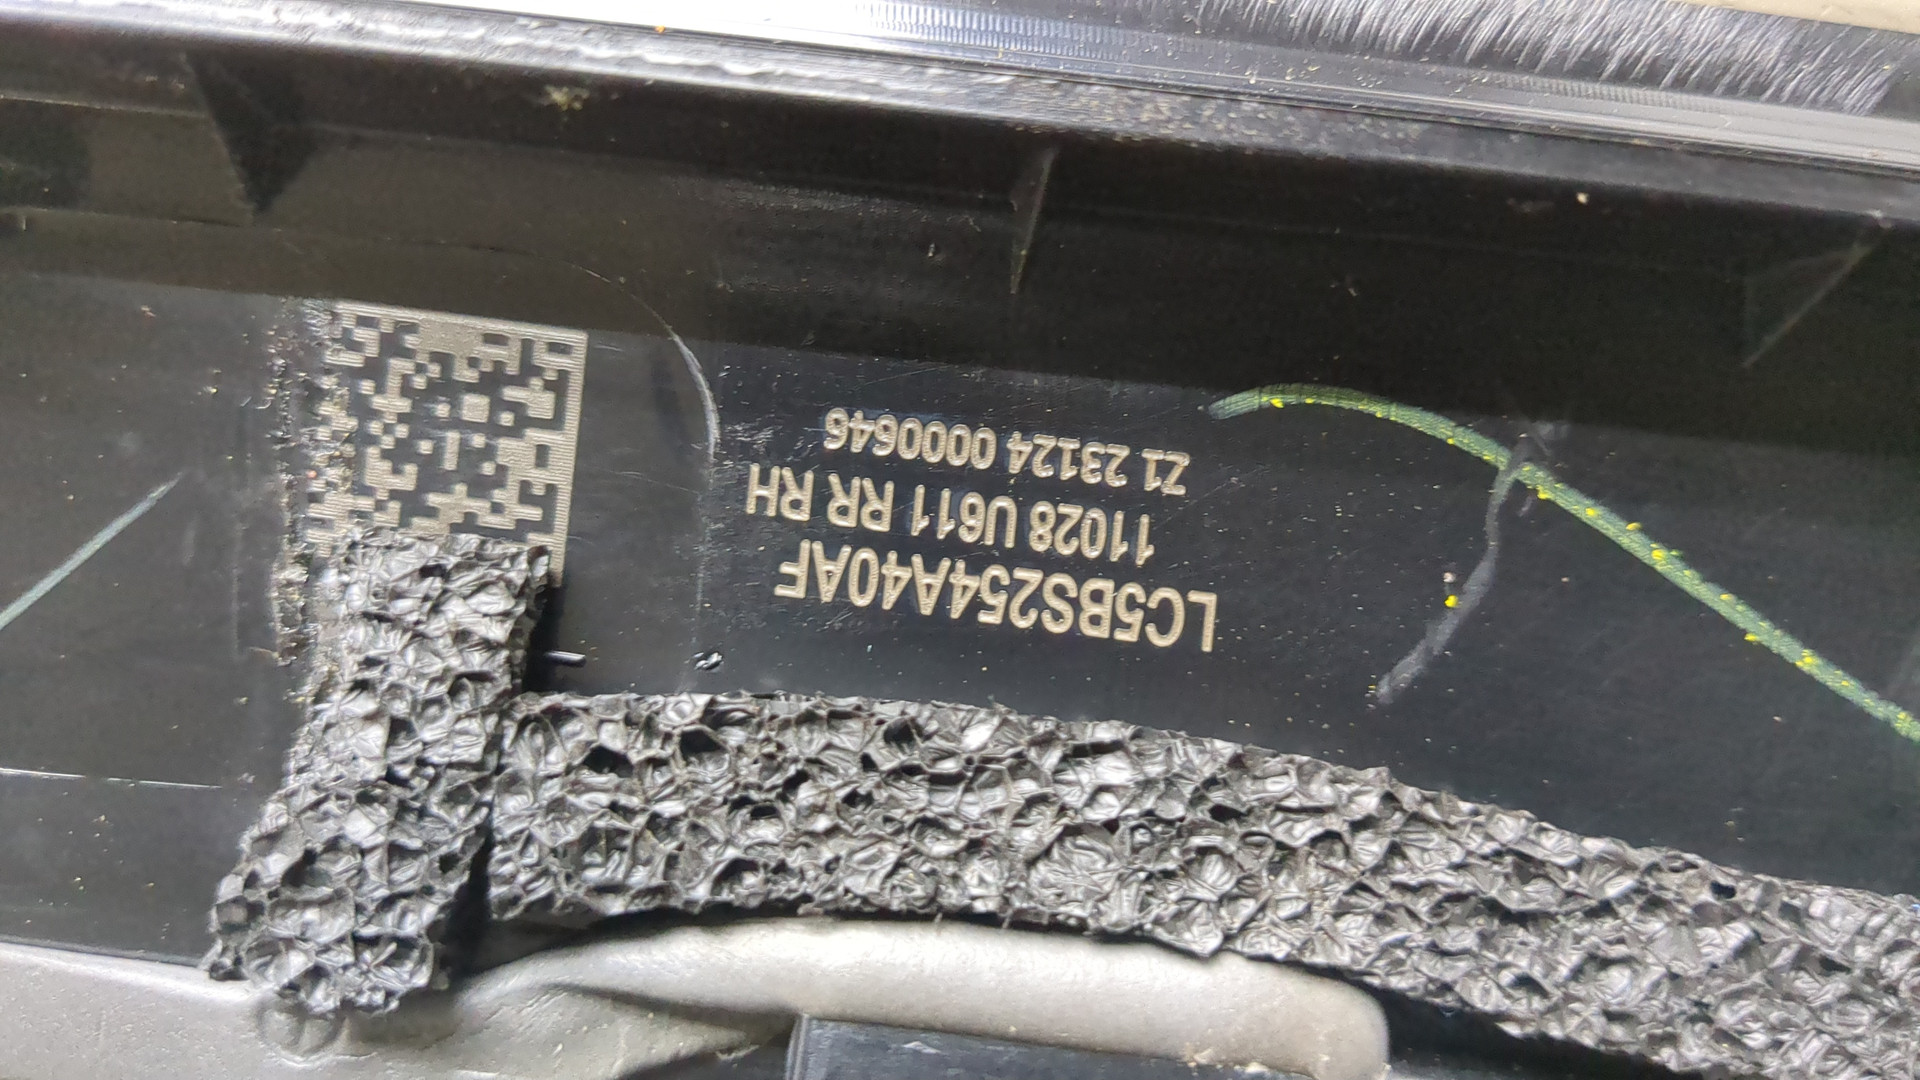 LC5BS254A40AF
11028 U611 RR RH
Z1 23124 0000646